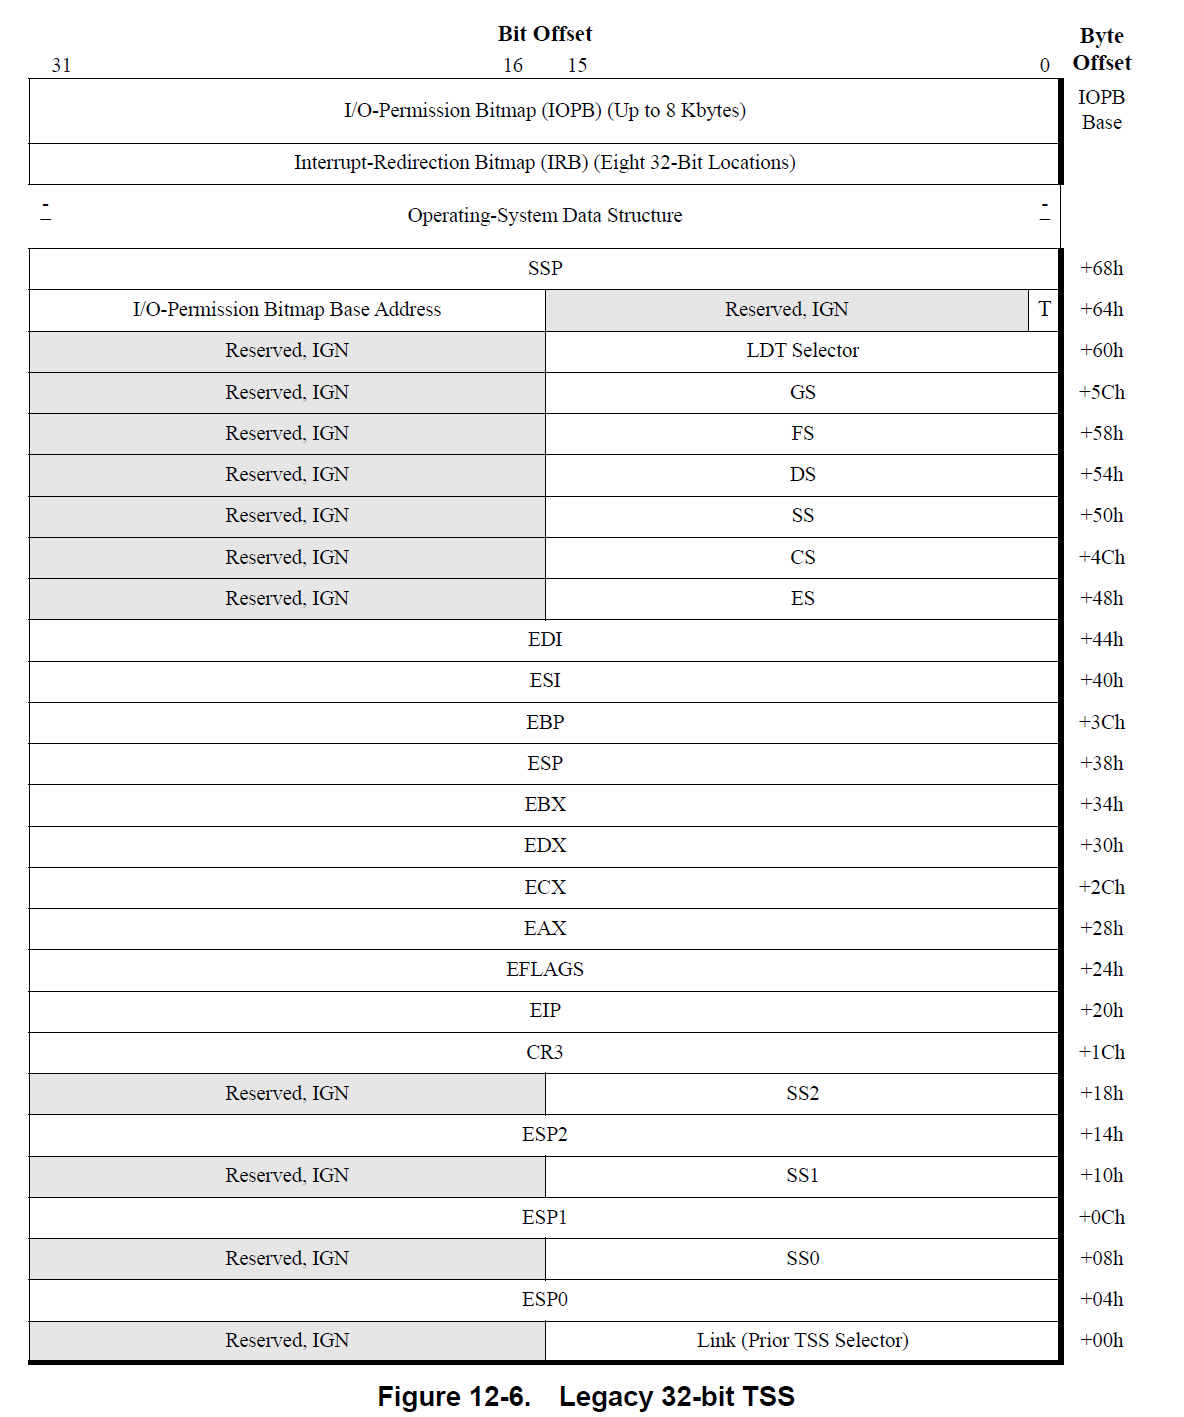 Bit Offset
Byte Offset
31 16 15 0
I/O-Permission Bitmap (IOPB) (Up to 8 Kbytes) IOPB Base
Interrupt-Redirection Bitmap (IRB) (Eight 32-Bit Locations)
Operating-System Data Structure
SSP +68h
I/O-Permission Bitmap Base Address Reserved, IGN T +64h
Reserved, IGN LDT Selector +60h
Reserved, IGN GS +5Ch
Reserved, IGN FS +58h
Reserved, IGN DS +54h
Reserved, IGN SS +50h
Reserved, IGN CS +4Ch
Reserved, IGN ES +48h
EDI +44h
ESI +40h
EBP +3Ch
ESP +38h
EBX +34h
EDX +30h
ECX +2Ch
EAX +28h
EFLAGS +24h
EIP +20h
CR3 +1Ch
Reserved, IGN SS2 +18h
ESP2 +14h
Reserved, IGN SS1 +10h
ESP1 +0Ch
Reserved, IGN SS0 +08h
ESP0 +04h
Reserved, IGN Link (Prior TSS Selector) +00h
Figure 12-6. Legacy 32-bit TSS